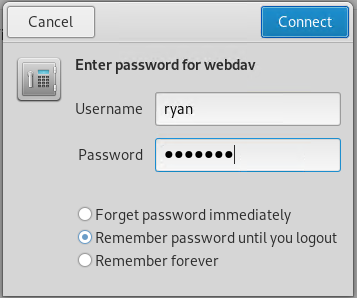 Cancel Connect
Enter password for webdav
Username ryan
Password ●●●●●●●
Forget password immediately
Remember password until you logout
Remember forever